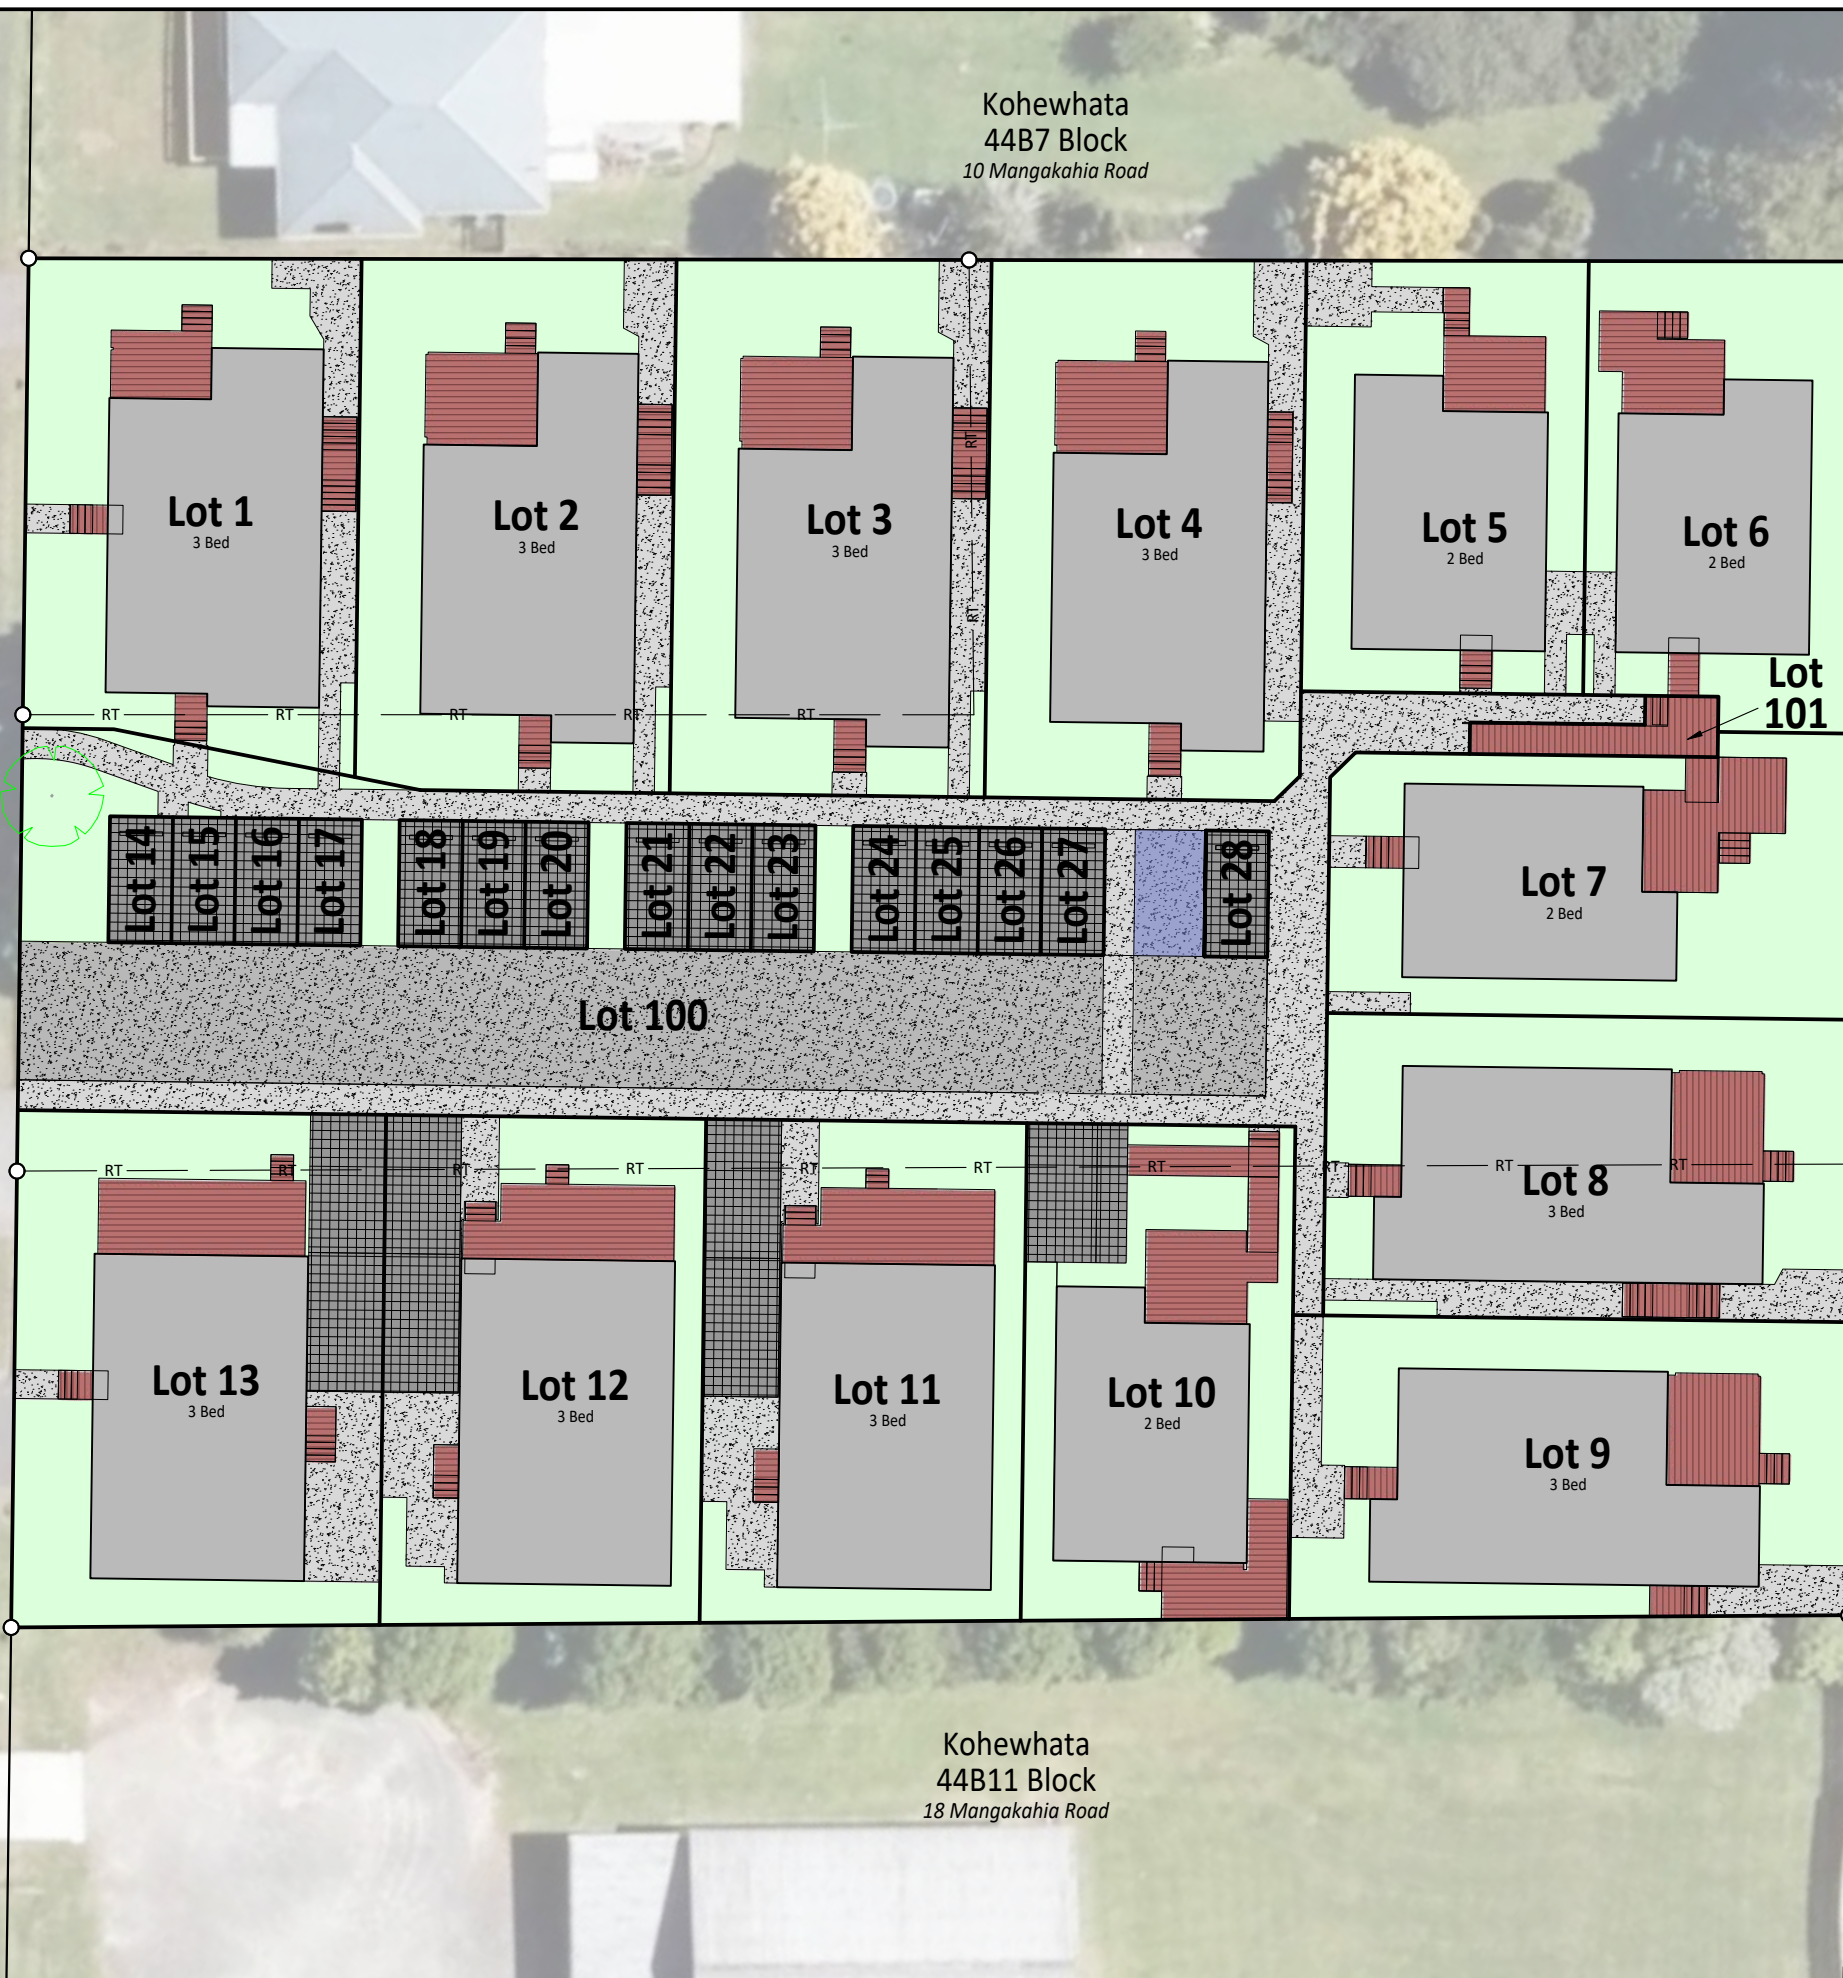 Kohewhata
44B7 Block
10 Mangakahia Road
Lot 1
3 Bed
Lot 2
3 Bed
Lot 3
3 Bed
Lot 4
3 Bed
Lot 5
2 Bed
Lot 6
2 Bed
RT
RT
Lot
101
RT
RT
RT
RT
RT
Lot 14
Lot 15
Lot 16
Lot 17
Lot 18
Lot 19
Lot 20
Lot 21
Lot 22
Lot 23
Lot 24
Lot 25
Lot 26
Lot 27
Lot 28
Lot 7
2 Bed
Lot 100
RT
RT
RT
RT
RT
RT
RT
RT
RT
RT
Lot 8
3 Bed
Lot 13
3 Bed
Lot 12
3 Bed
Lot 11
3 Bed
Lot 10
2 Bed
Lot 9
3 Bed
Kohewhata
44B11 Block
18 Mangakahia Road